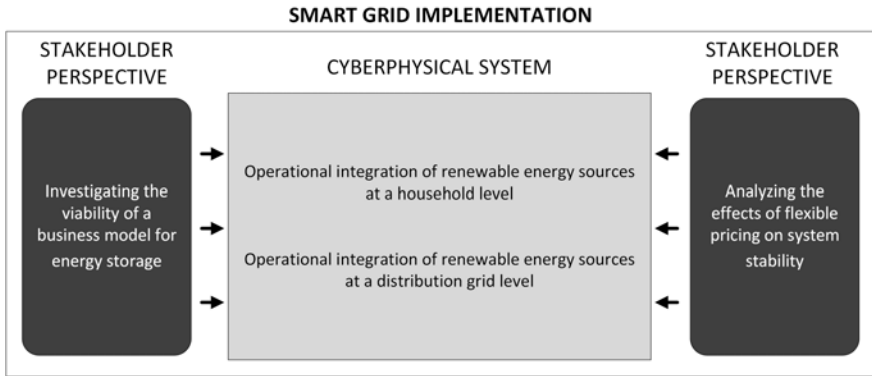 SMART GRID IMPLEMENTATION
STAKEHOLDER
PERSPECTIVE
Investigating the
viability of a
business model for
energy storage
CYBERPHYSICAL SYSTEM
Operational integration of renewable energy sources
at a household level
Operational integration of renewable energy sources
at a distribution grid level
STAKEHOLDER
PERSPECTIVE
Analyzing the
effects of flexible
pricing on system
stability